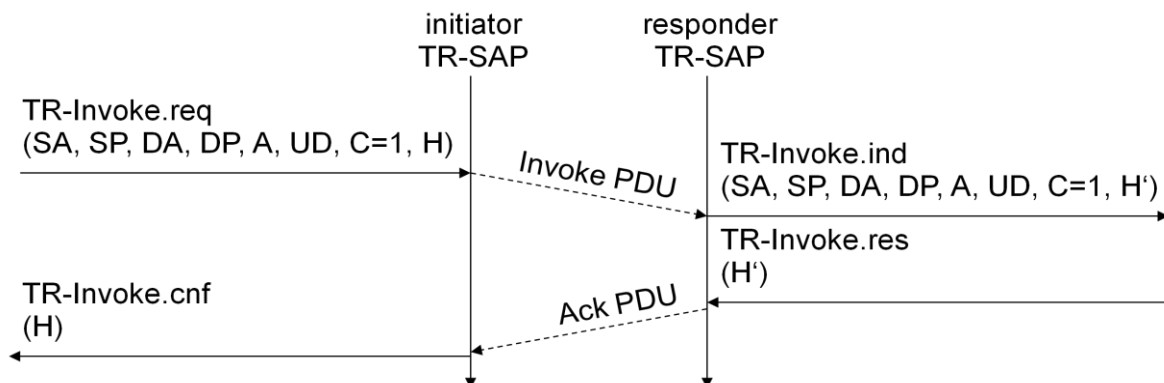 initiator
TR-SAP
responder
TR-SAP
TR-Invoke.req
(SA, SP, DA, DP, A, UD, C=1, H)
Invoke PDU
TR-Invoke.ind
(SA, SP, DA, DP, A, UD, C=1, H‘)
TR-Invoke.res
(H‘)
Ack PDU
TR-Invoke.cnf
(H)